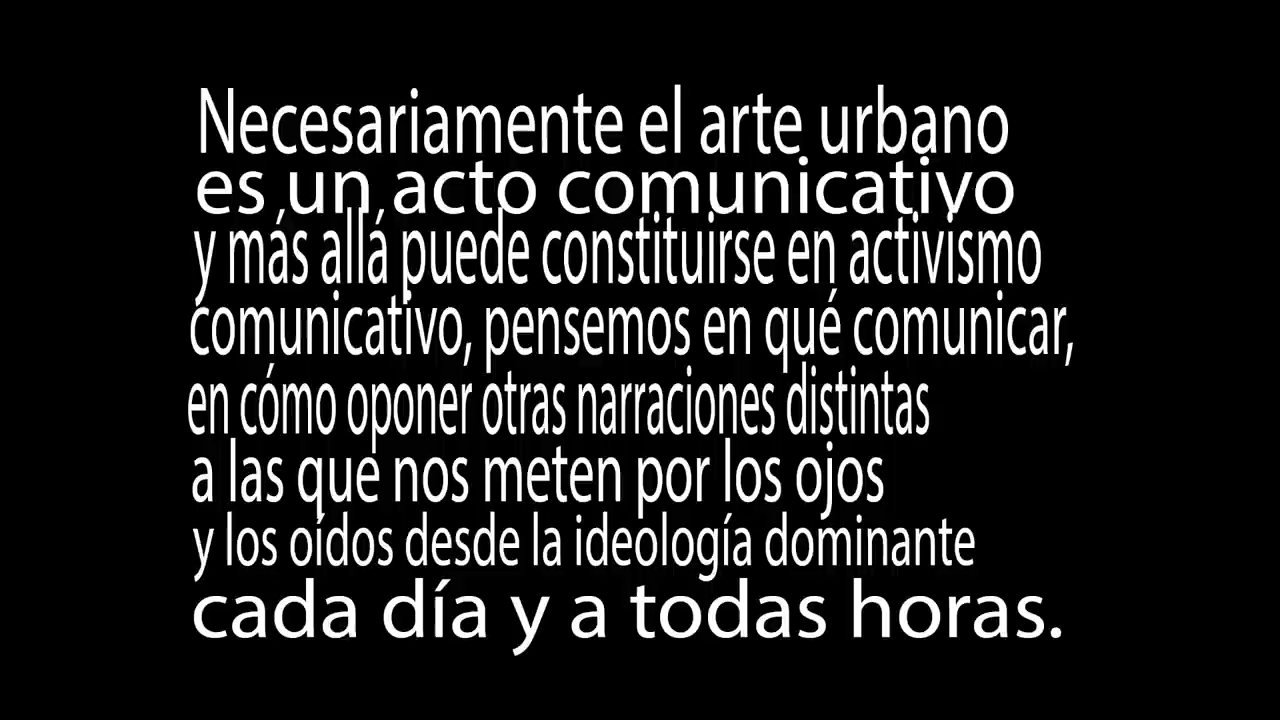 Necesariamente el arte urbano
es un acto comunicativo
y más allá puede constituirse en activismo
comunicativo, pensemos en qué comunicar,
en cómo oponer otras narraciones distintas
a las que nos meten por los ojos
y los oídos desde la ideología dominante
cada día y a todas horas.